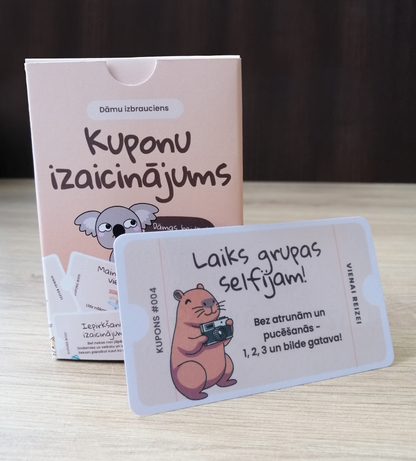 Dāmu izbrauciens
Kuponu
izaicinājums
Laiks grupas
selfijam!
KUPONS #004
Bez atrunām un
pucēšanās -
1, 2, 3 un bilde gatava!
VIENAI REIZEI